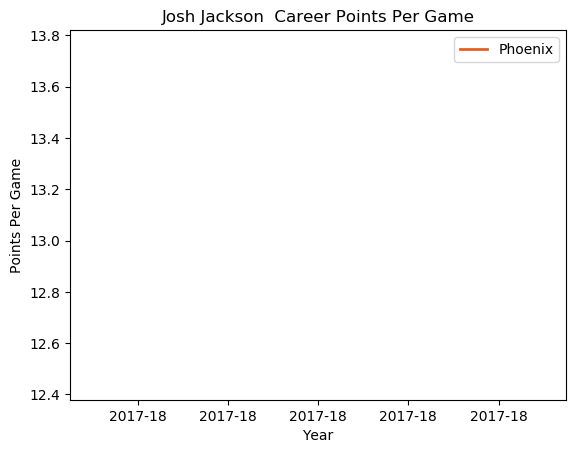 Josh Jackson  Career Points Per Game
Phoenix
Points Per Game
13.8
13.6
13.4
13.2
13.0
12.8
12.6
12.4
2017-18 2017-18 2017-18 2017-18 2017-18
Year